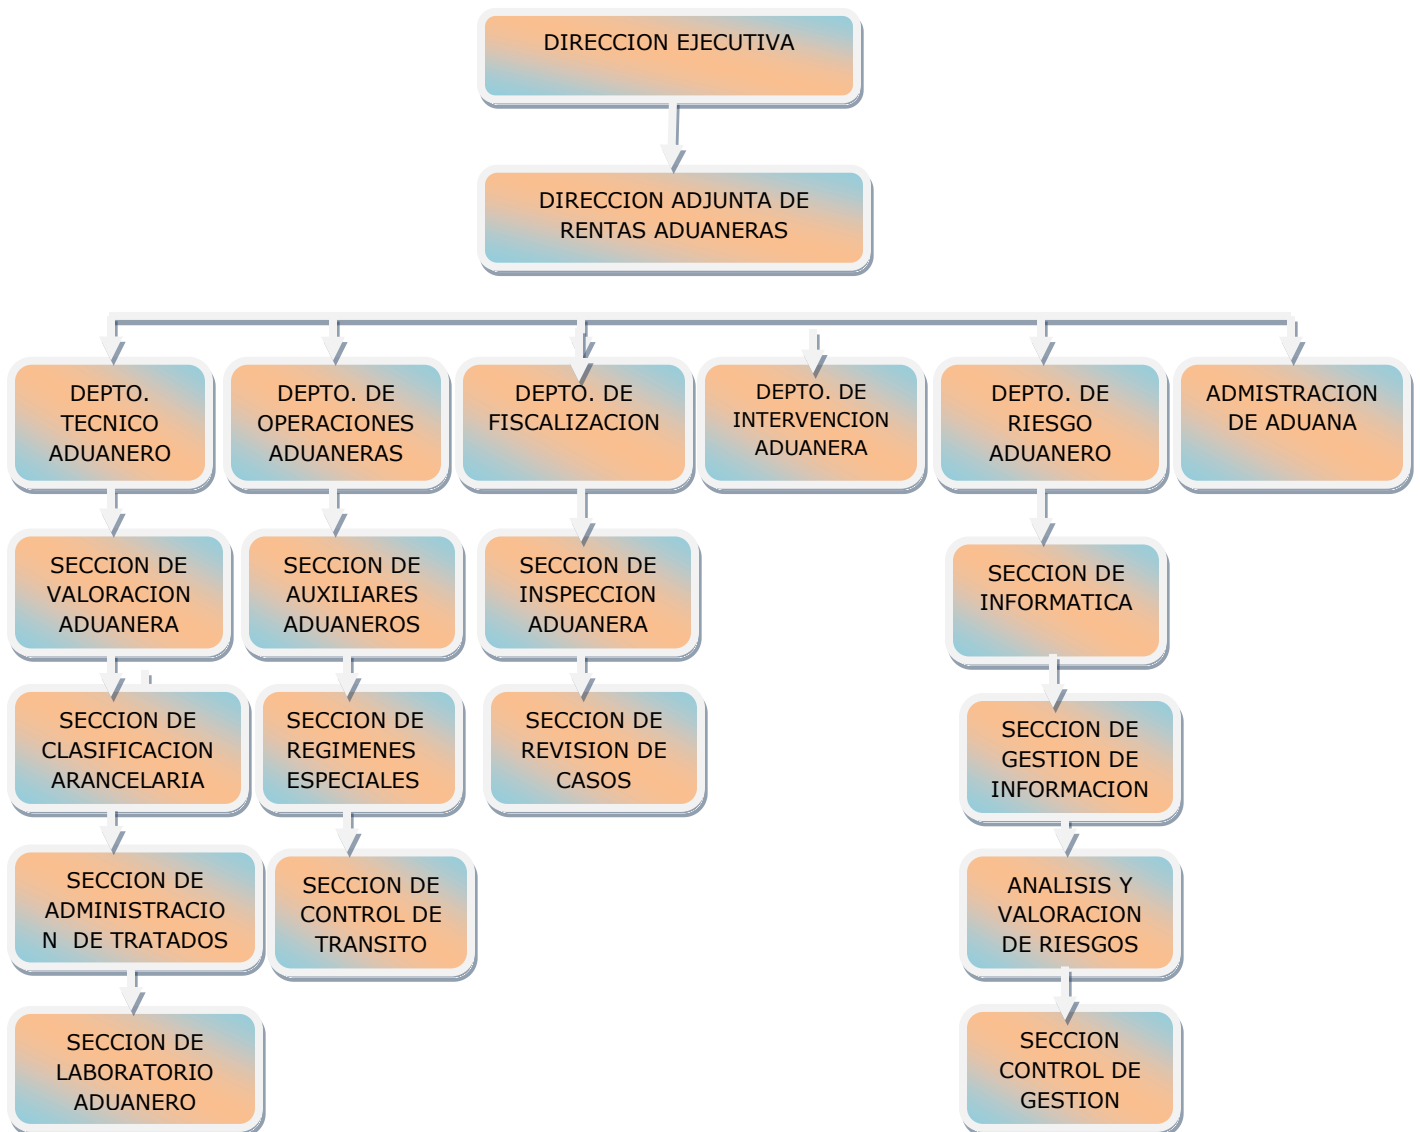 DIRECCION EJECUTIVA
DIRECCION ADJUNTA DE
RENTAS ADUANERAS
DEPTO.
TECNICO
ADUANERO
DEPTO. DE
OPERACIONES
ADUANERAS
DEPTO. DE
FISCALIZACION
DEPTO. DE
INTERVENCION
ADUANERA
DEPTO. DE
RIESGO
ADUANERO
ADMISTRACION
DE ADUANA
SECCION DE
VALORACION
ADUANERA
SECCION DE
AUXILIARES
ADUANEROS
SECCION DE
INSPECCION
ADUANERA
SECCION DE
INFORMATICA
SECCION DE
CLASIFICACION
ARANCELARIA
SECCION DE
REGIMENES
ESPECIALES
SECCION DE
REVISION DE
CASOS
SECCION DE
GESTION DE
INFORMACION
SECCION DE
ADMINISTRACIO
N  DE TRATADOS
SECCION DE
CONTROL DE
TRANSITO
ANALISIS Y
VALORACION
DE RIESGOS
SECCION DE
LABORATORIO
ADUANERO
SECCION
CONTROL DE
GESTION